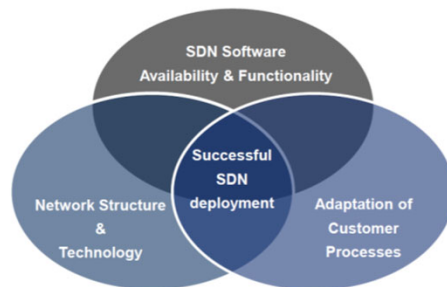 SDN Software
Availability & Functionality
Successful
SDN
deployment
Network Structure
&
Technology
Adaptation of
Customer
Processes